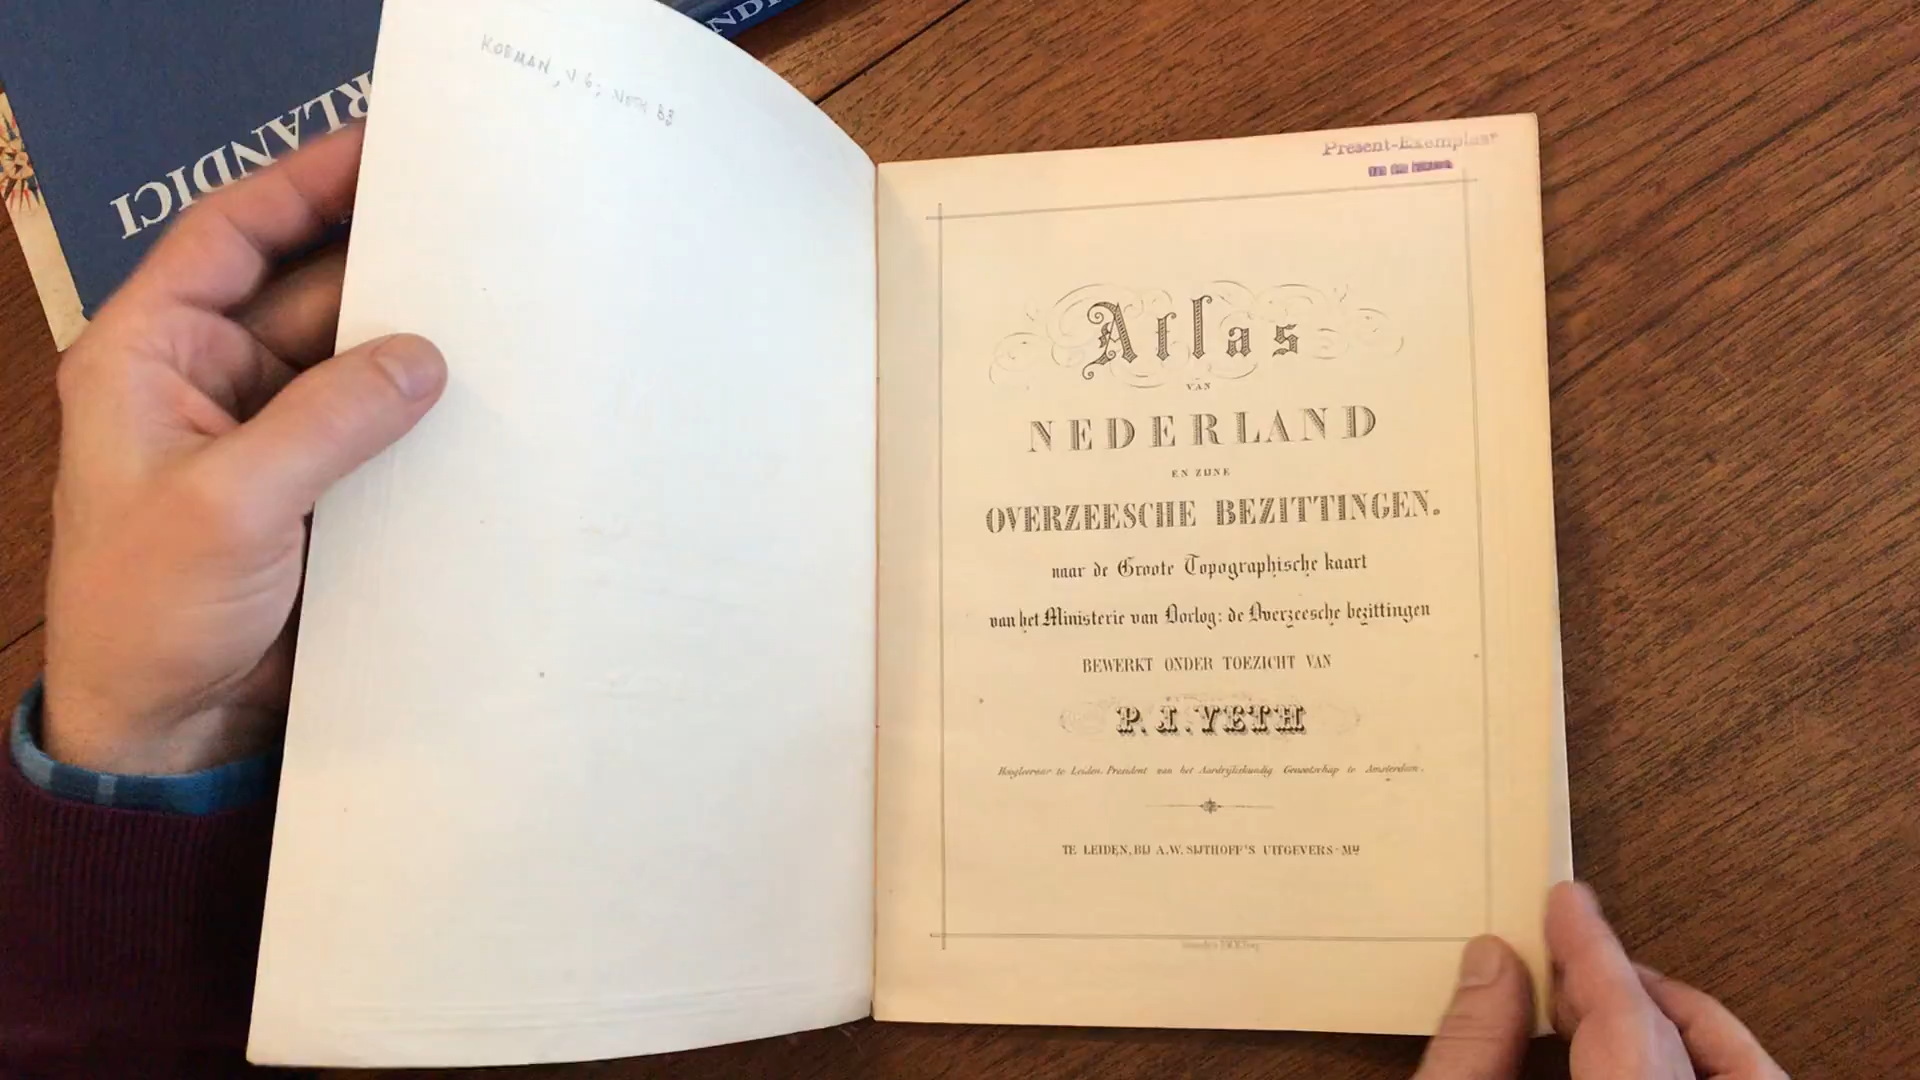 RLANDICI
KOEMAN, V 6; VETH B3
Present-Exemplaar
Atlas
VAN
NEDERLAND
EN ZIJNE
OVERZEESCHE BEZITTINGEN.
naar de Groote Topographische kaart
van het Ministerie van Oorlog: de Overzeesche bezittingen
BEWERKT ONDER TOEZICHT VAN
P. J. VETH
Hoogleeraar te Leiden. President van het Aardrijkskundig Genootschap te Amsterdam.
TE LEIDEN, BIJ A.W. SIJTHOFF'S UITGEVERS-Mij